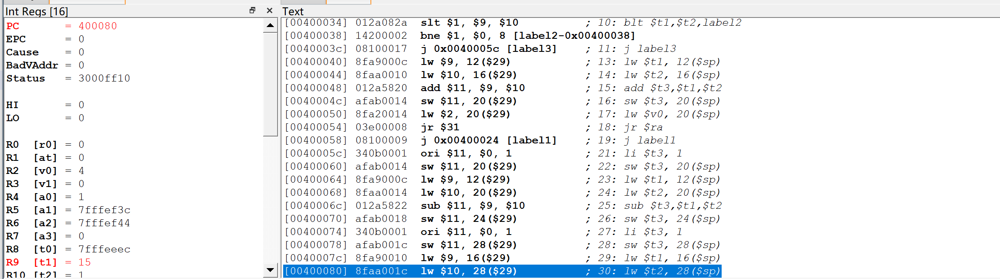 Int Regs [16]
PC = 400080
EPC = 0
Cause = 0
BadVAddr = 0
Status = 3000ff10
HI = 0
LO = 0
R0 [r0] = 0
R1 [at] = 0
R2 [v0] = 4
R3 [v1] = 0
R4 [a0] = 1
R5 [a1] = 7fffef3c
R6 [a2] = 7fffef44
R7 [a3] = 0
R8 [t0] = 7fffeeec
R9 [t1] = 15
R10 [t2] = 1
Text
[00400034] 012a082a slt $1, $9, $10 ; 10: blt $t1,$t2,label2
[00400038] 14200002 bne $1, $0, 8 [label2-0x00400038]
[0040003c] 08100017 j 0x0040005c [label3] ; 11: j label3
[00400040] 8fa9000c lw $9, 12($29) ; 13: lw $t1, 12($sp)
[00400044] 8faa0010 lw $10, 16($29) ; 14: lw $t2, 16($sp)
[00400048] 012a5820 add $11, $9, $10 ; 15: add $t3,$t1,$t2
[0040004c] afab0014 sw $11, 20($29) ; 16: sw $t3, 20($sp)
[00400050] 8fa20014 lw $2, 20($29) ; 17: lw $v0, 20($sp)
[00400054] 03e00008 jr $31 ; 18: jr $ra
[00400058] 08100009 j 0x00400024 [label1] ; 19: j label1
[0040005c] 340b0001 ori $11, $0, 1 ; 21: li $t3, 1
[00400060] afab0014 sw $11, 20($29) ; 22: sw $t3, 20($sp)
[00400064] 8fa9000c lw $9, 12($29) ; 23: lw $t1, 12($sp)
[00400068] 8faa0014 lw $10, 20($29) ; 24: lw $t2, 20($sp)
[0040006c] 012a5822 sub $11, $9, $10 ; 25: sub $t3,$t1,$t2
[00400070] afab0018 sw $11, 24($29) ; 26: sw $t3, 24($sp)
[00400074] 340b0001 ori $11, $0, 1 ; 27: li $t3, 1
[00400078] afab001c sw $11, 28($29) ; 28: sw $t3, 28($sp)
[0040007c] 8fa90010 lw $9, 16($29) ; 29: lw $t1, 16($sp)
[00400080] 8faa001c lw $10, 28($29) ; 30: lw $t2, 28($sp)